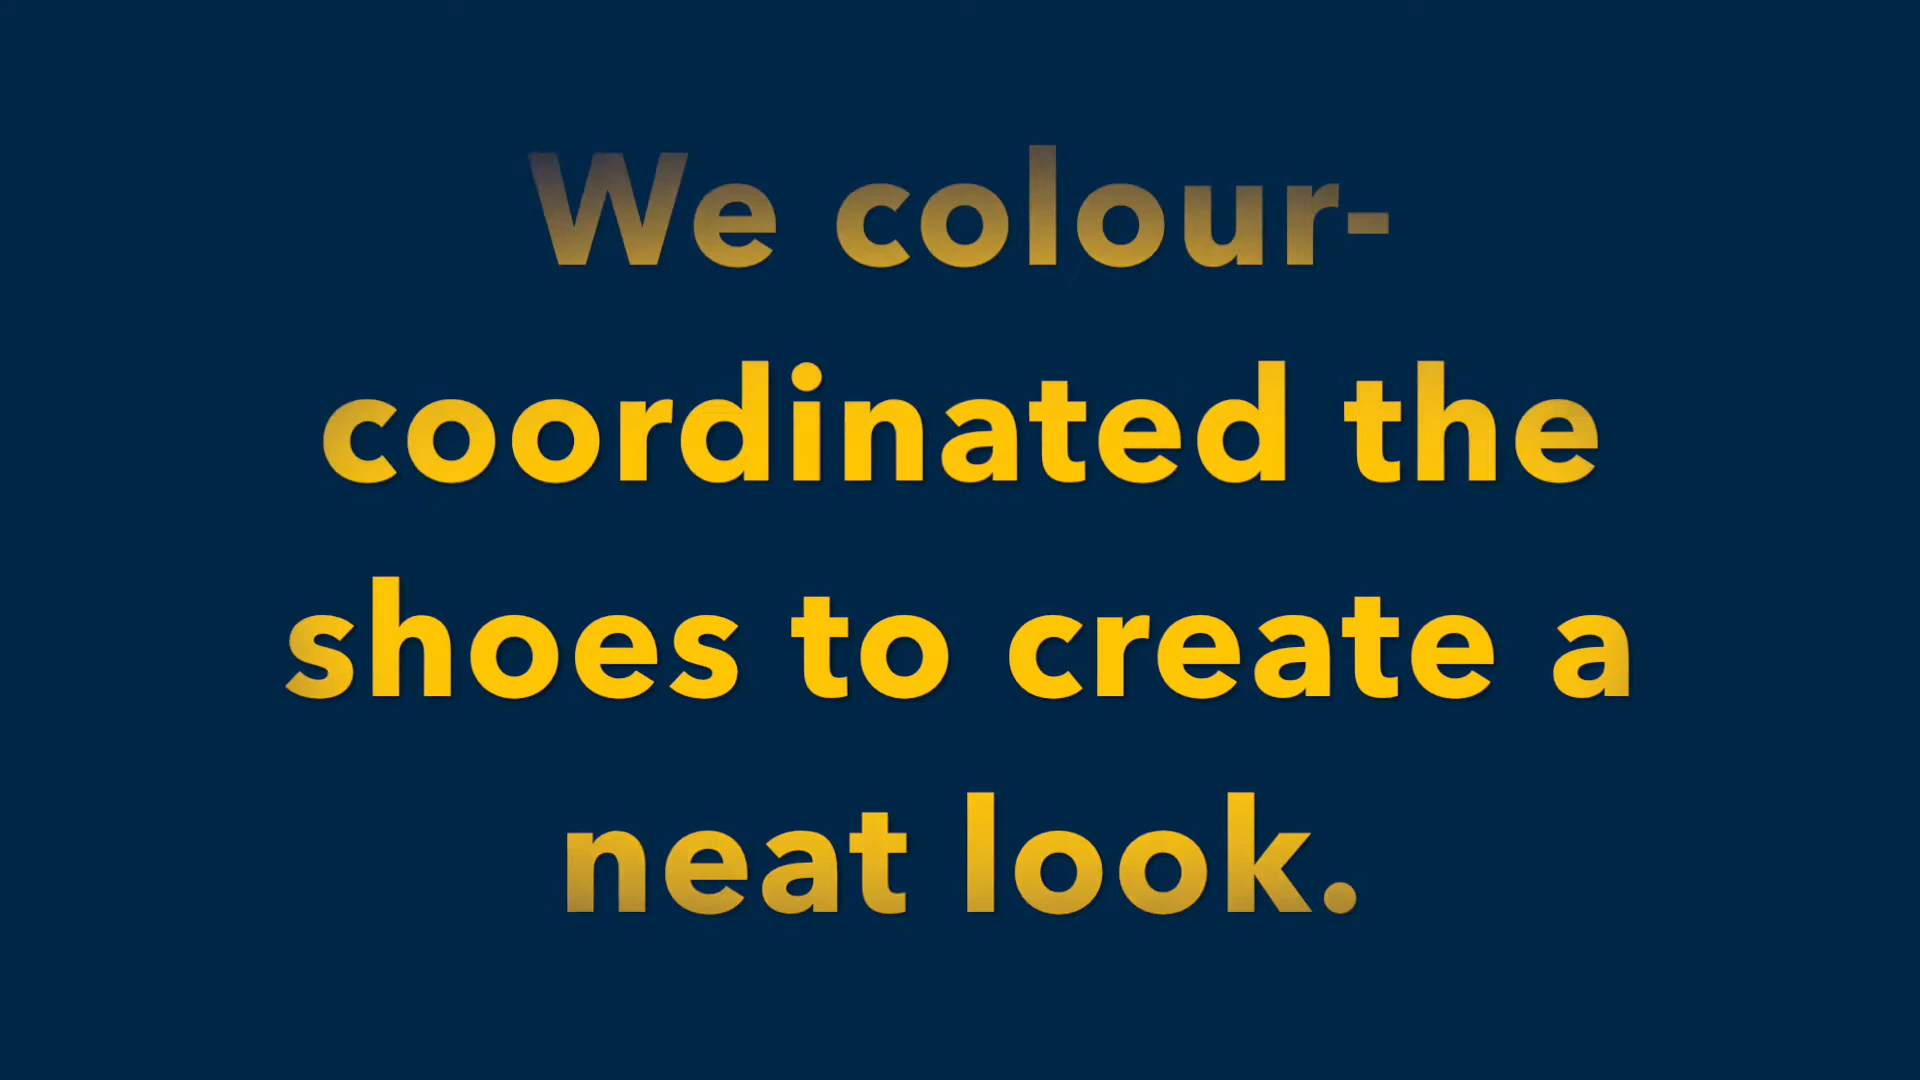 We colour-
coordinated the
shoes to create a
neat look.